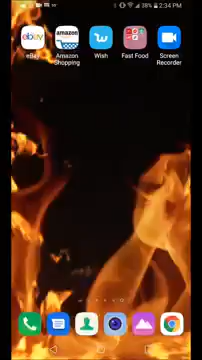 38% 2:34 PM
ebay
amazon
eBay
Amazon Shopping
Wish
Fast Food
Screen Recorder